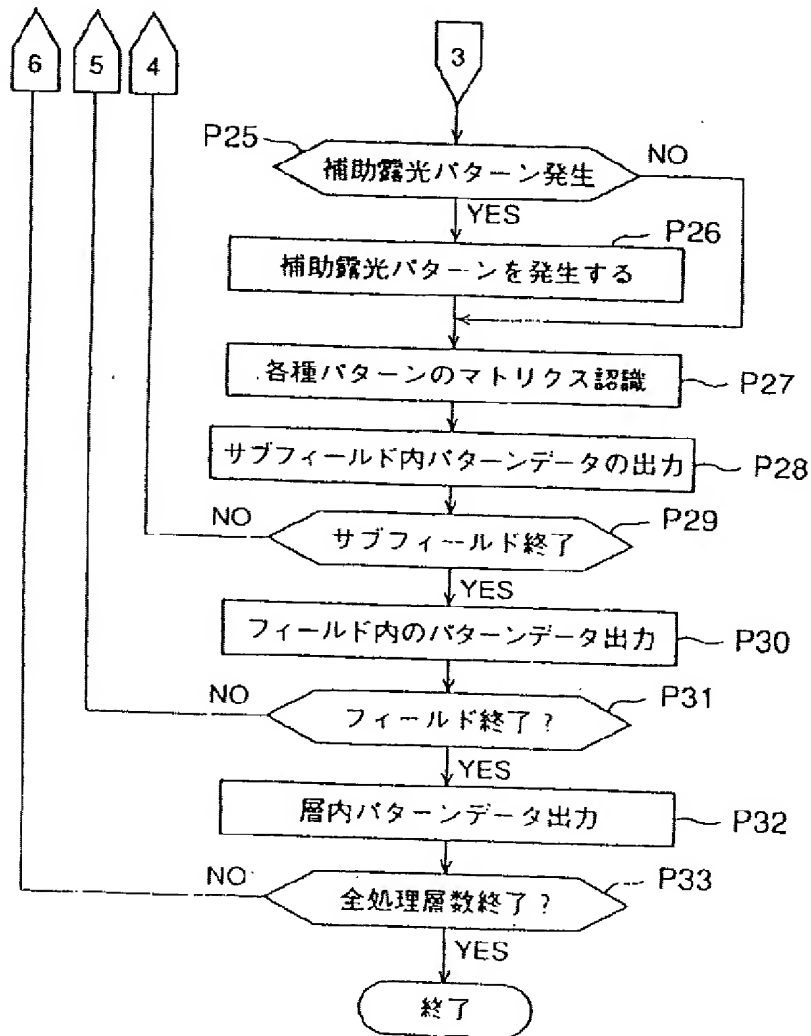 6
5
4
3
P25
補助露光パターン発生
NO
YES
P26
補助露光パターンを発生する
各種パターンのマトリクス認識
P27
サブフィールド内パターンデータの出力
P28
NO
P29
サブフィールド終了
YES
フィールド内のパターンデータ出力
P30
NO
P31
フィールド終了?
YES
層内パターンデータ出力
P32
NO
P33
全処理層数終了?
YES
終了